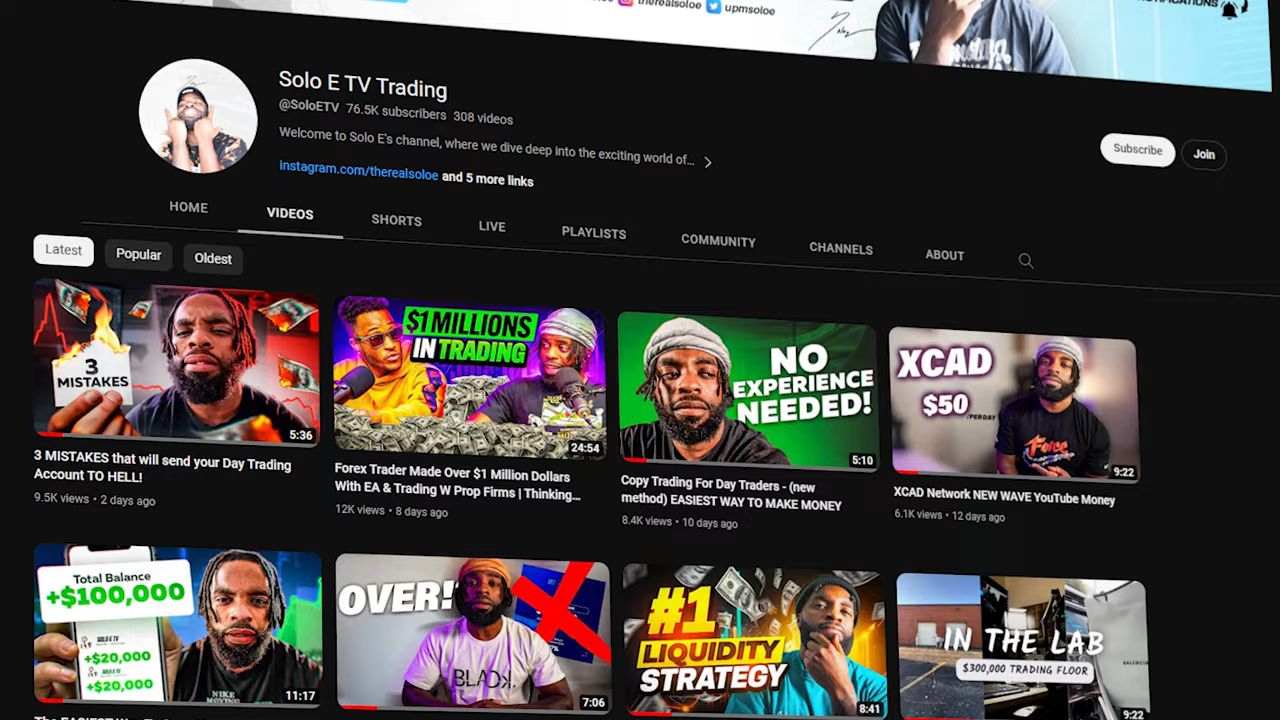 therealsoloe upmsoloe
Solo E TV Trading
@SoloETV 76.5K subscribers 308 videos
Welcome to Solo E's channel, where we dive deep into the exciting world of...
instagram.com/therealsoloe and 5 more links
Subscribe
Join
HOME VIDEOS SHORTS LIVE PLAYLISTS COMMUNITY CHANNELS ABOUT
Latest Popular Oldest
3
MISTAKES
5:36
$1 MILLIONS
IN TRADING
24:54
NO
EXPERIENCE
NEEDED!
5:10
XCAD
$50
/PERDAY
9:22
3 MISTAKES that will send your Day Trading
Account TO HELL!
9.5K views • 2 days ago
Forex Trader Made Over $1 Million Dollars
With EA & Trading W Prop Firms | Thinking...
12K views • 8 days ago
Copy Trading For Day Traders - (new
method) EASIEST WAY TO MAKE MONEY
8.4K views • 10 days ago
XCAD Network NEW WAVE YouTube Money
6.1K views • 12 days ago
Total Balance
+$100,000
SOLO E TV
+$20,000
+$20,000
NIKE
11:17
OVER!
BLACK
7:06
#1
LIQUIDITY
STRATEGY
8:41
IN THE LAB
$300,000 TRADING FLOOR
9:22